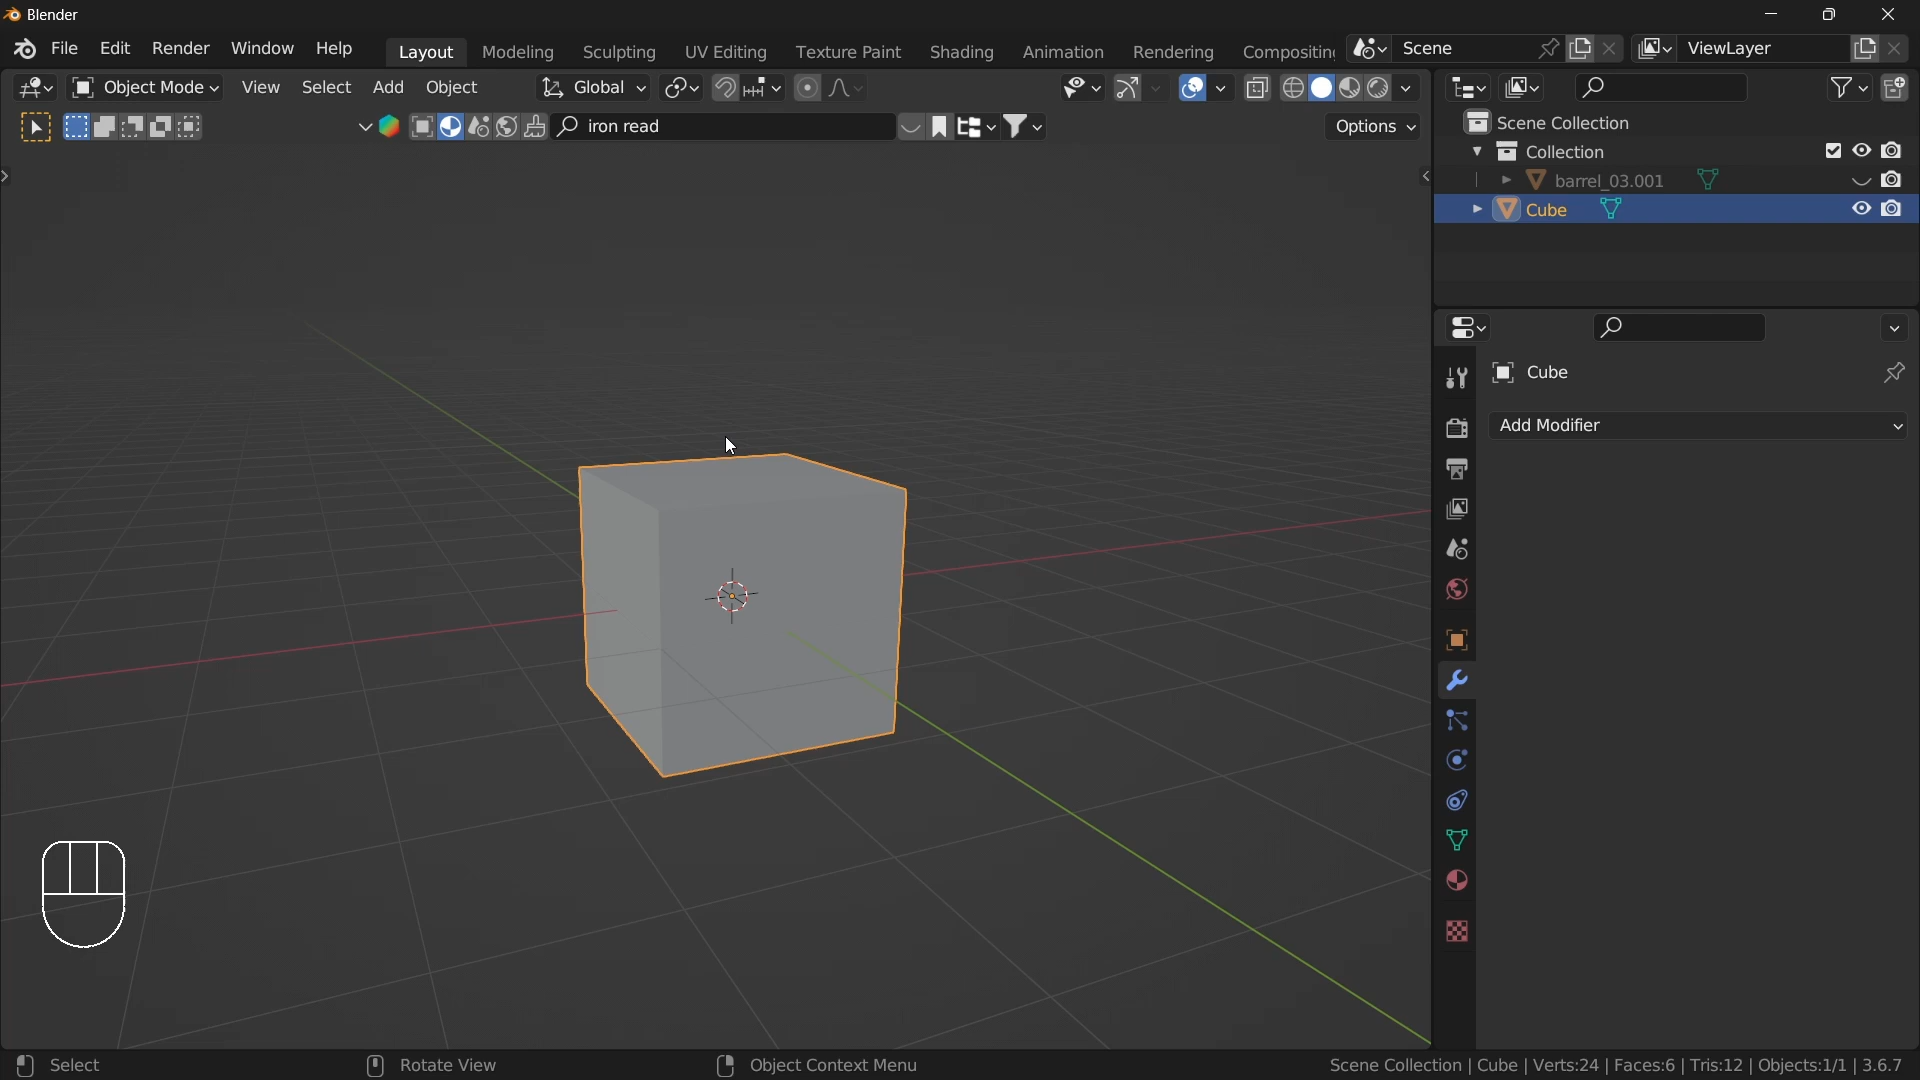 Blender
File Edit Render Window Help Layout Modeling Sculpting UV Editing Texture Paint Shading Animation Rendering Compositing Scene ViewLayer
Object Mode View Select Add Object Global
iron read Options
Scene Collection
Collection
barrel_03.001
Cube
Cube
Add Modifier
Select Rotate View Object Context Menu Scene Collection | Cube | Verts:24 | Faces:6 | Tris:12 | Objects:1/1 | 3.6.7